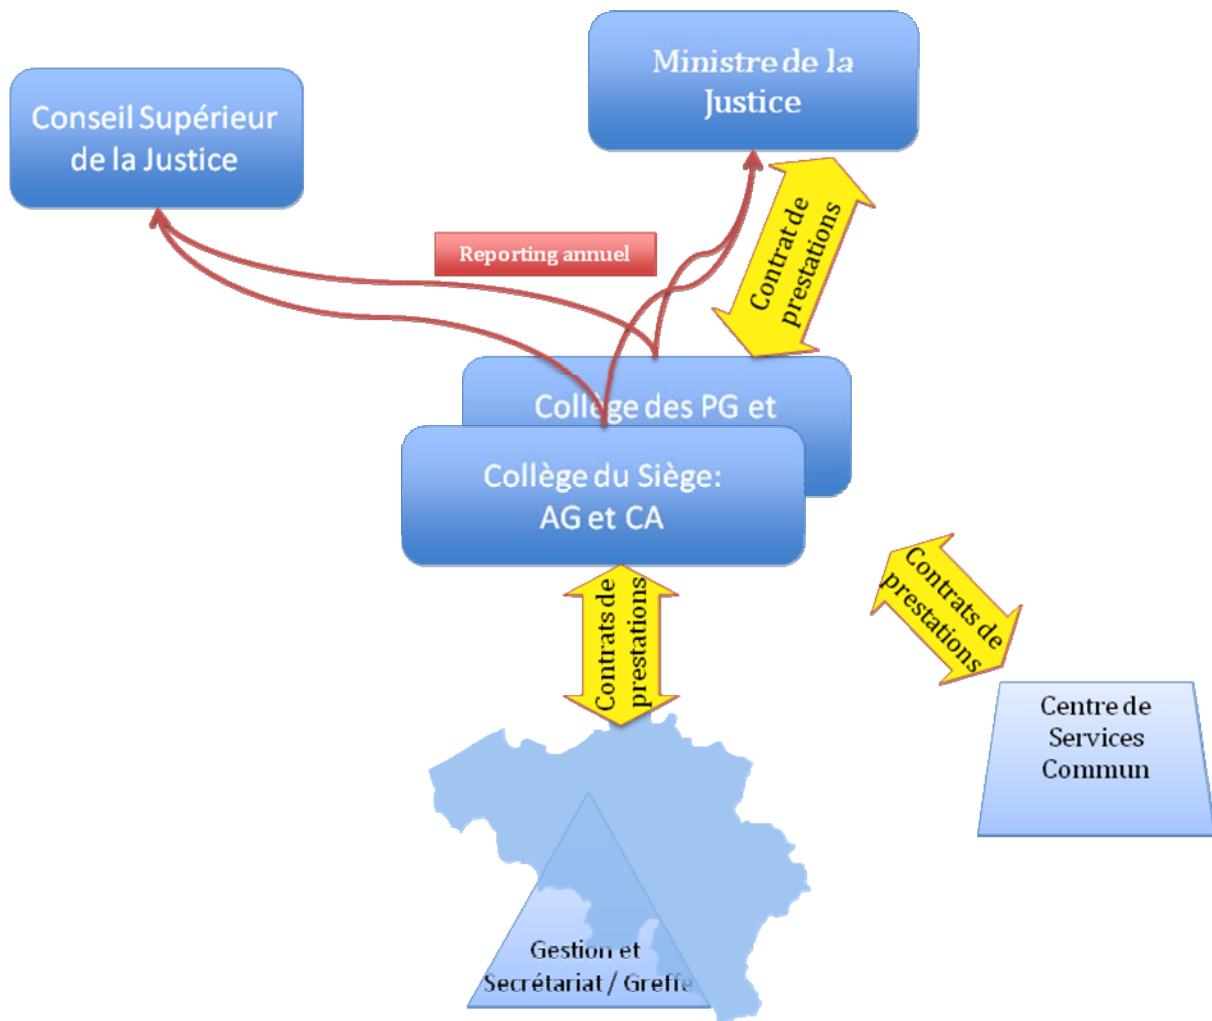 Ministre de la
Justice
Conseil Supérieur
de la Justice
Reporting annuel
Contrat de
prestations
Collège des PG et
Collège du Siège:
AG et CA
Contrats de
prestations
Contrats de
prestations
Centre de
Services
Commun
Gestion et
Secrétariat / Greffe